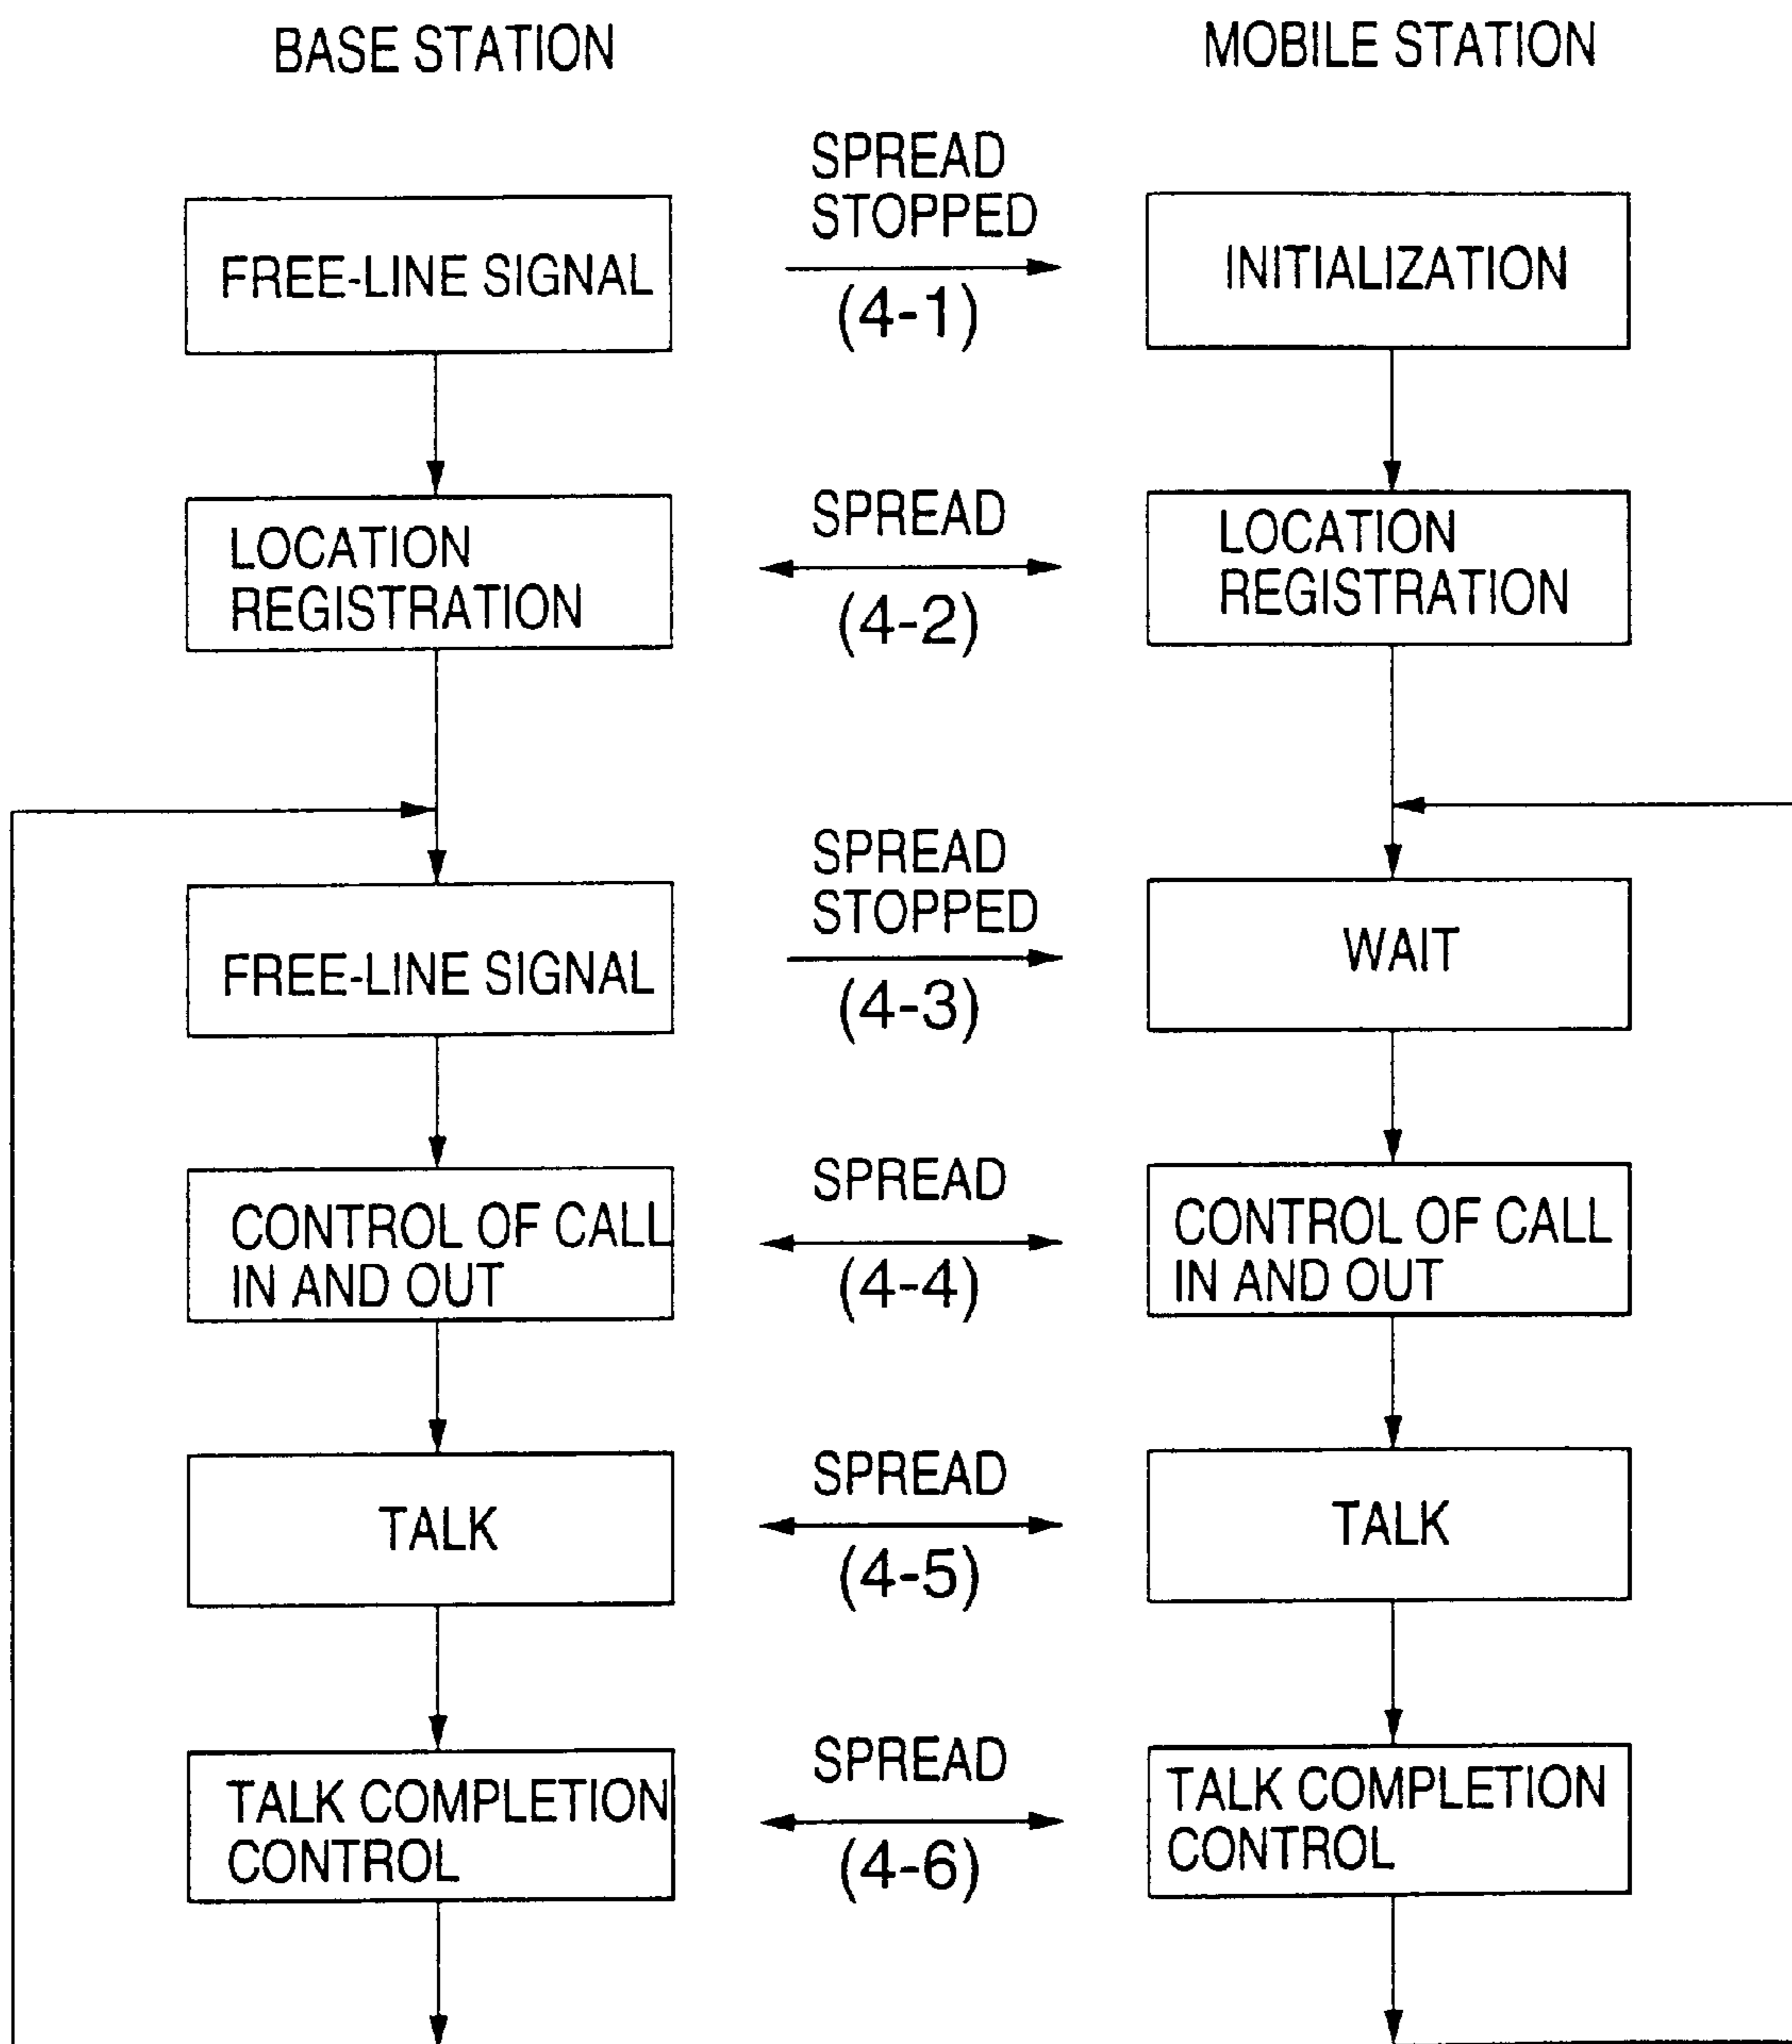 BASE STATION
MOBILE STATION
SPREAD
STOPPED
FREE-LINE SIGNAL
(4-1)
INITIALIZATION
LOCATION
REGISTRATION
SPREAD
(4-2)
LOCATION
REGISTRATION
SPREAD
STOPPED
FREE-LINE SIGNAL
(4-3)
WAIT
CONTROL OF CALL
IN AND OUT
SPREAD
(4-4)
CONTROL OF CALL
IN AND OUT
TALK
SPREAD
(4-5)
TALK
TALK COMPLETION
CONTROL
SPREAD
(4-6)
TALK COMPLETION
CONTROL